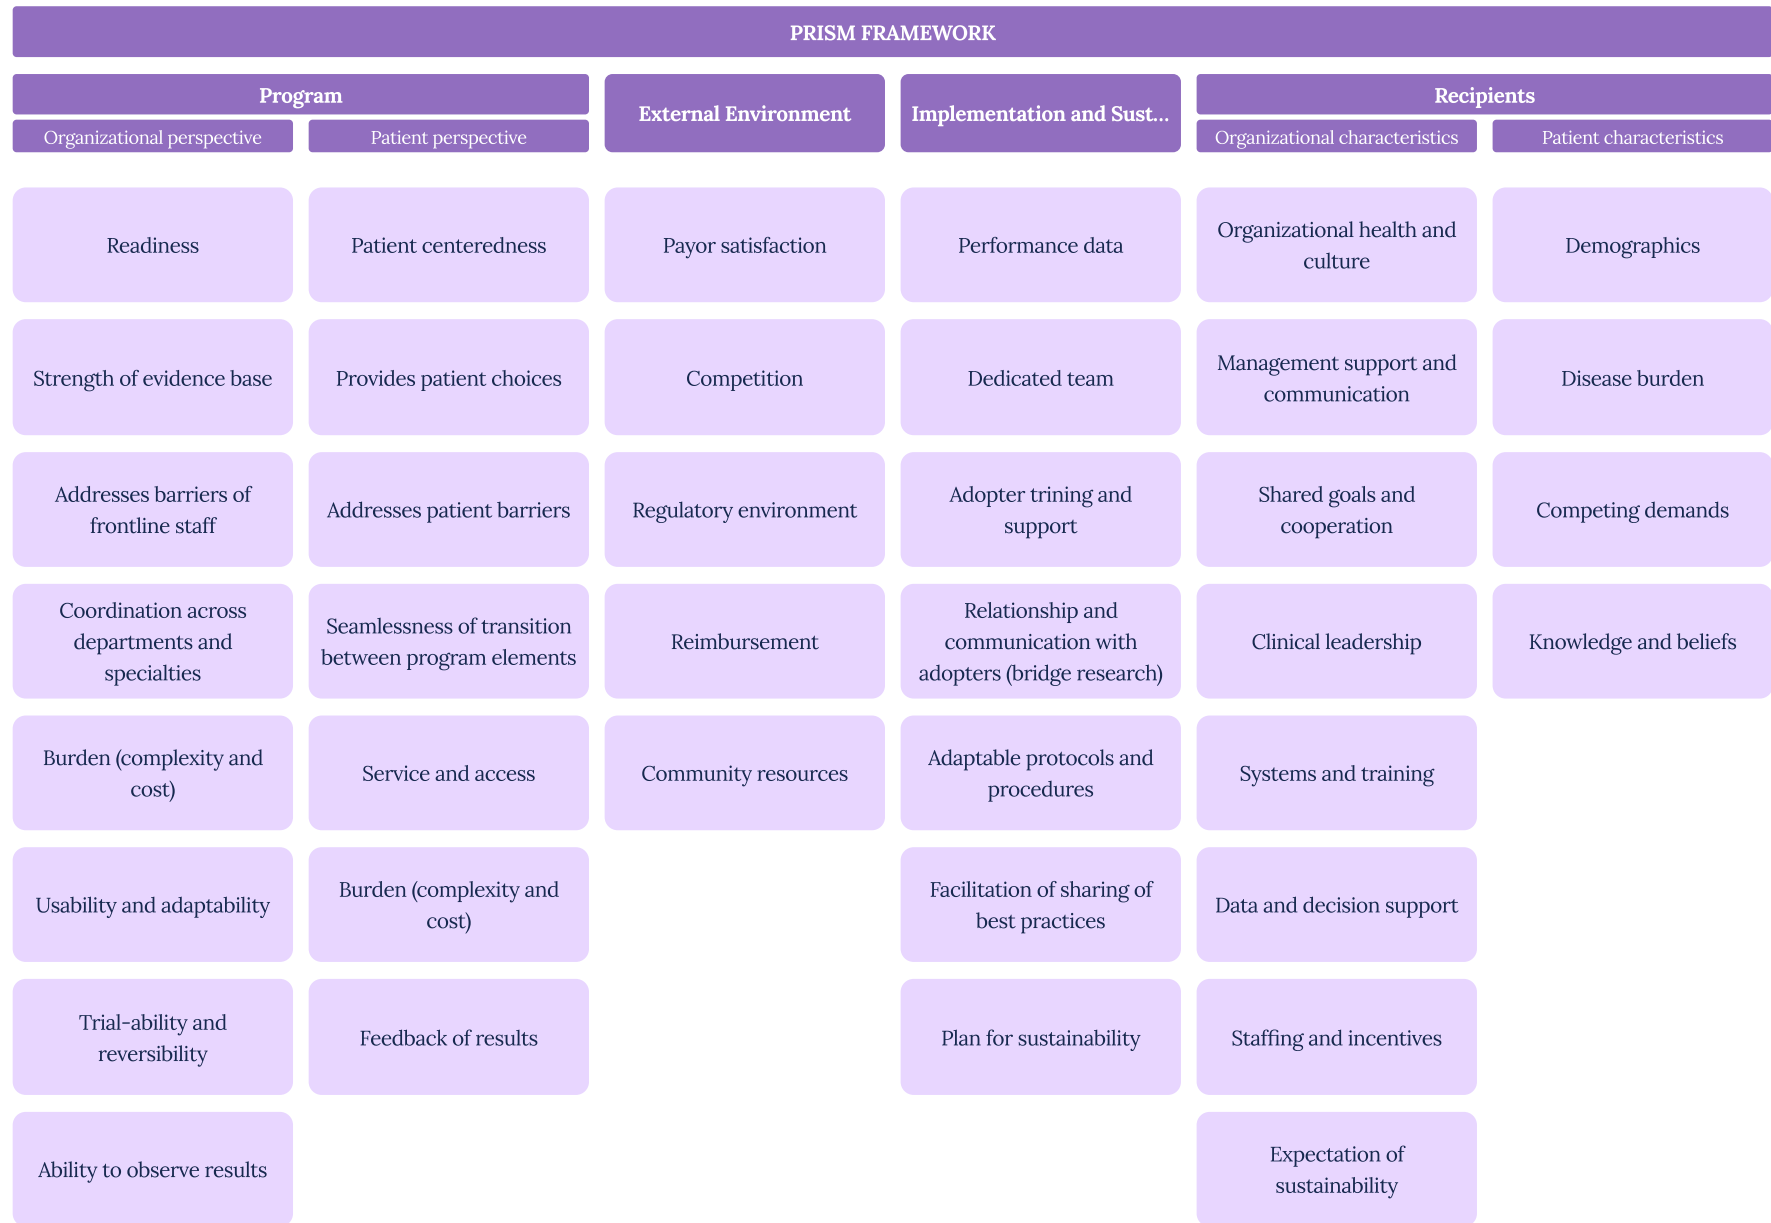 PRISM FRAMEWORK
Program
External Environment
Implementation and Sust...
Recipients
Organizational perspective
Patient perspective
Organizational characteristics
Patient characteristics
Readiness
Patient centeredness
Payor satisfaction
Performance data
Organizational health and
culture
Demographics
Strength of evidence base
Provides patient choices
Competition
Dedicated team
Management support and
communication
Disease burden
Addresses barriers of
frontline staff
Addresses patient barriers
Regulatory environment
Adopter trining and
support
Shared goals and
cooperation
Competing demands
Coordination across
departments and
specialties
Seamlessness of transition
between program elements
Reimbursement
Relationship and
communication with
adopters (bridge research)
Clinical leadership
Knowledge and beliefs
Burden (complexity and
cost)
Service and access
Community resources
Adaptable protocols and
procedures
Systems and training
Usability and adaptability
Burden (complexity and
cost)
Facilitation of sharing of
best practices
Data and decision support
Trial-ability and
reversibility
Feedback of results
Plan for sustainability
Staffing and incentives
Ability to observe results
Expectation of
sustainability